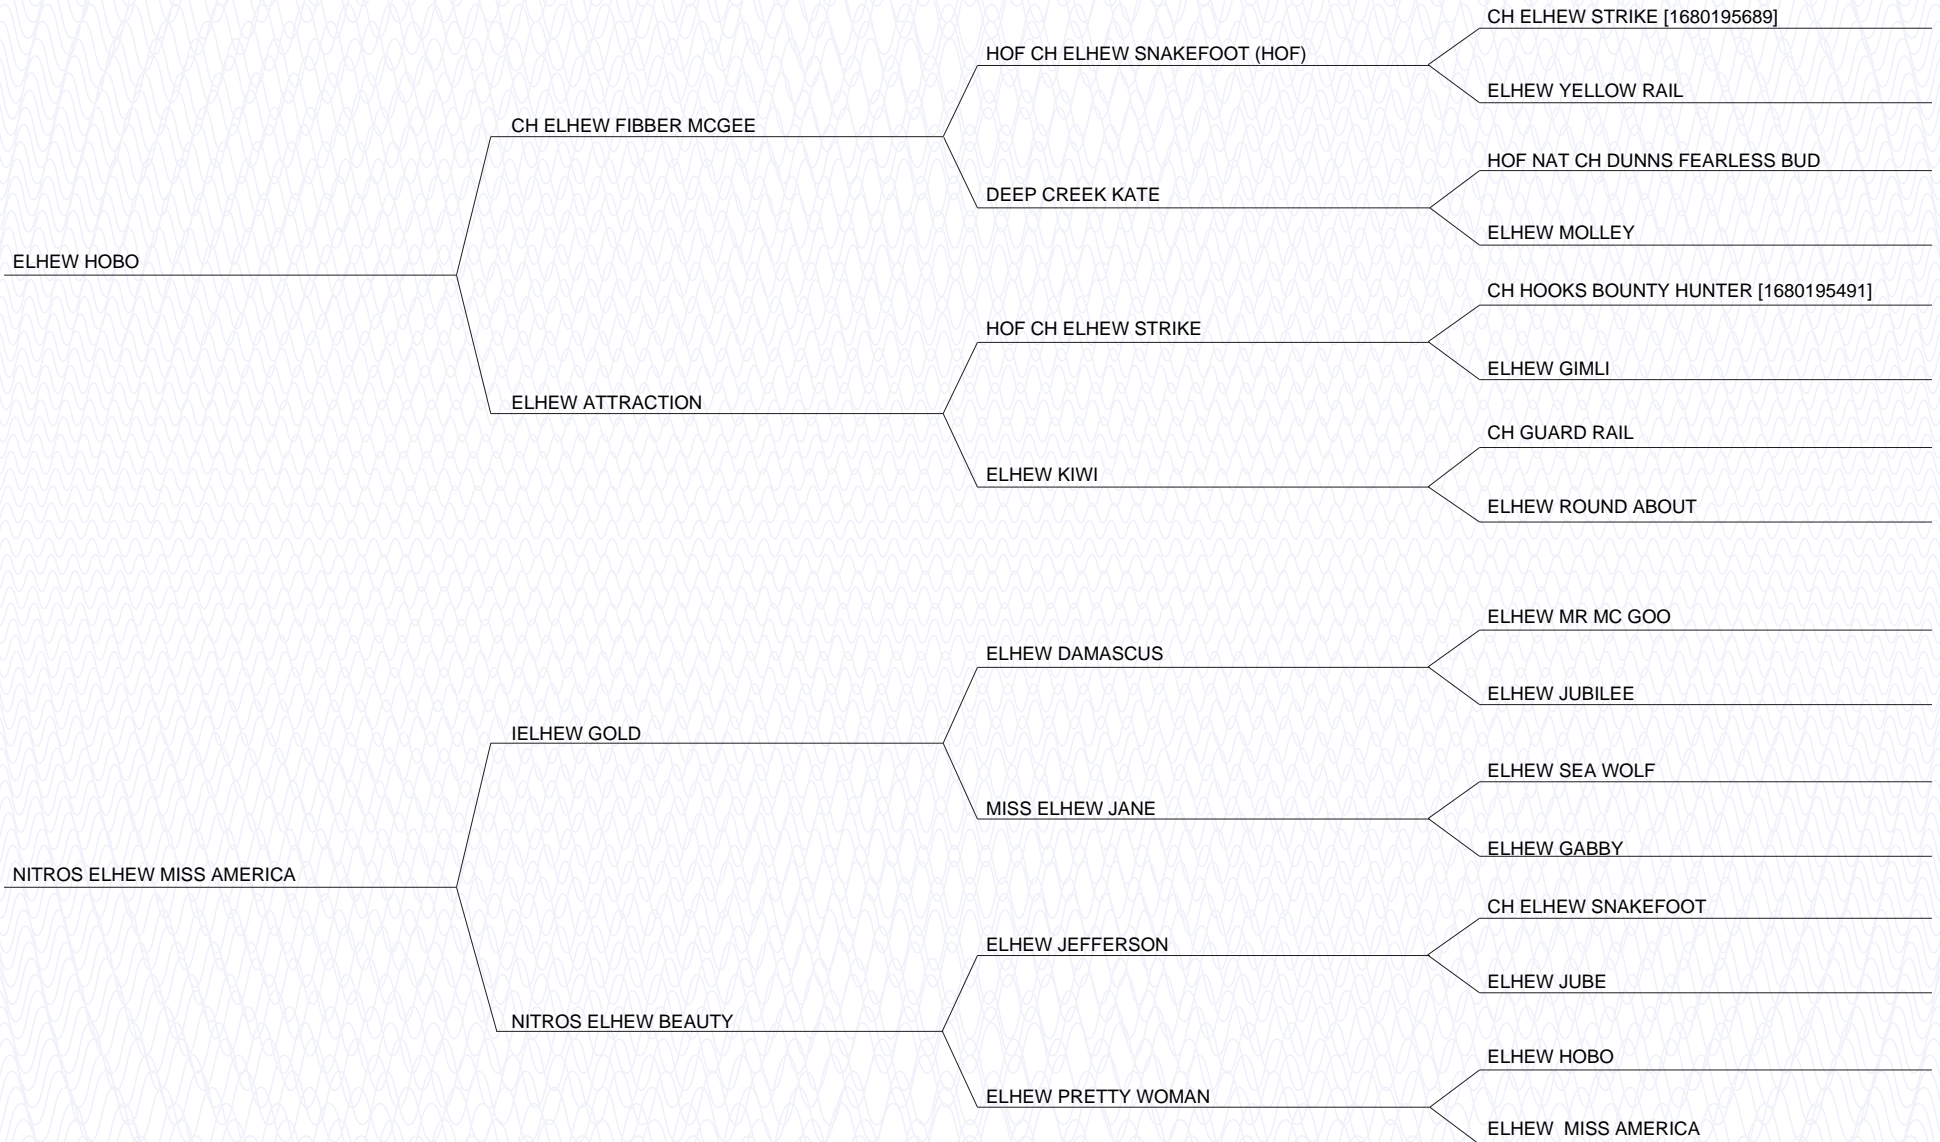 CH ELHEW STRIKE [1680195689]
HOF CH ELHEW SNAKEFOOT (HOF)
ELHEW YELLOW RAIL
CH ELHEW FIBBER MCGEE
HOF NAT CH DUNNS FEARLESS BUD
DEEP CREEK KATE
ELHEW MOLLEY
ELHEW HOBO
CH HOOKS BOUNTY HUNTER [1680195491]
HOF CH ELHEW STRIKE
ELHEW GIMLI
ELHEW ATTRACTION
CH GUARD RAIL
ELHEW KIWI
ELHEW ROUND ABOUT
ELHEW MR MC GOO
ELHEW DAMASCUS
ELHEW JUBILEE
IELHEW GOLD
ELHEW SEA WOLF
MISS ELHEW JANE
ELHEW GABBY
NITROS ELHEW MISS AMERICA
CH ELHEW SNAKEFOOT
ELHEW JEFFERSON
ELHEW JUBE
NITROS ELHEW BEAUTY
ELHEW HOBO
ELHEW PRETTY WOMAN
ELHEW  MISS AMERICA